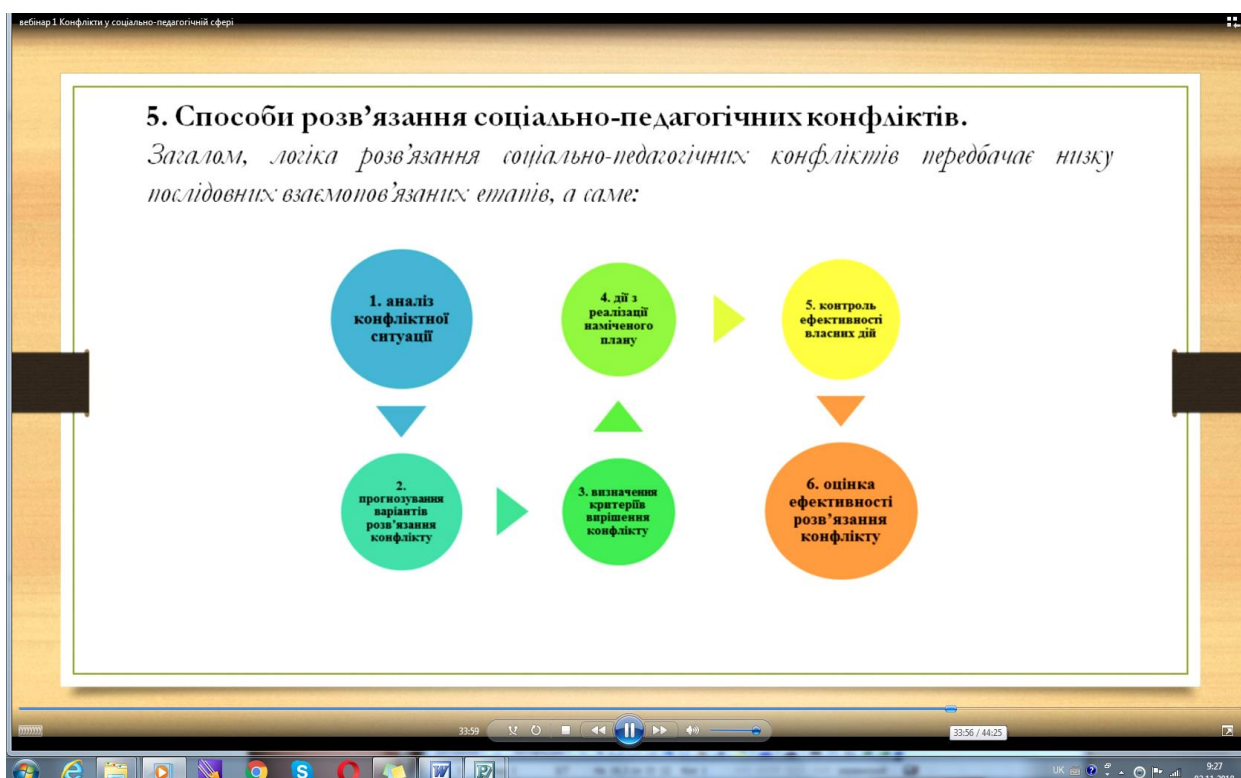 вебінар 1 Конфлікти у соціально-педагогічній сфері
5. Способи розв’язання соціально-педагогічних конфліктів.
Загалом, логіка розв’язання соціально-педагогічних конфліктів передбачає низку
послідовних взаємопов’язаних етапів, а саме:
1. аналіз
конфліктної
ситуації
2.
прогнозування
варіантів
розв’язання
конфлікту
3. визначення
критеріїв
вирішення
конфлікту
4. дії з
реалізації
наміченого
плану
5. контроль
ефективності
власних дій
6. оцінка
ефективності
розв’язання
конфлікту
33:59
33:56 / 44:25
UK
9:27